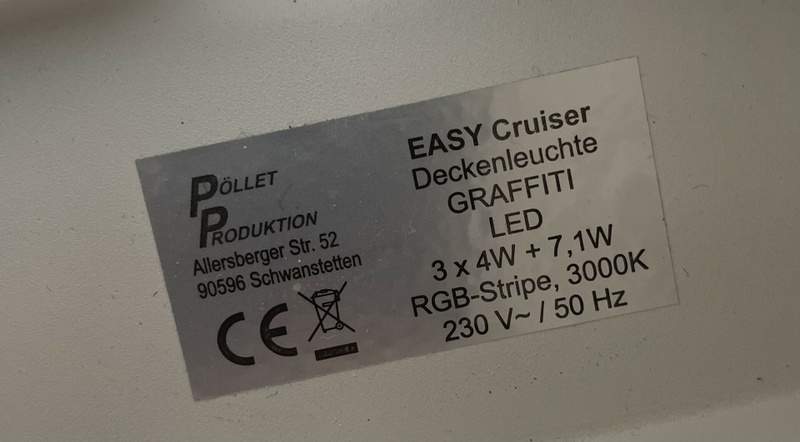 PÖLLET
PRODUKTION
Allersberger Str. 52
90596 Schwanstetten
CE
EASY Cruiser
Deckenleuchte
GRAFFITI
LED
3 x 4W + 7,1W
RGB-Stripe, 3000K
230 V~ / 50 Hz